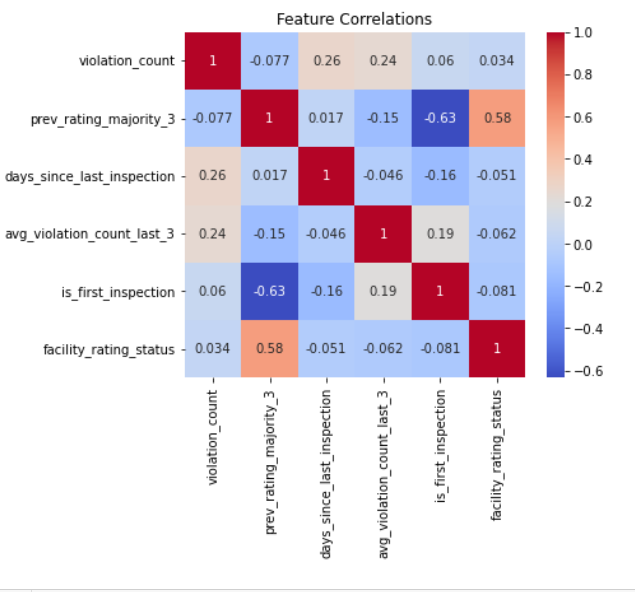 Feature Correlations
violation_count 1 -0.077 0.26 0.24 0.06 0.034
prev_rating_majority_3 -0.077 1 0.017 -0.15 -0.63 0.58
days_since_last_inspection 0.26 0.017 1 -0.046 -0.16 -0.051
avg_violation_count_last_3 0.24 -0.15 -0.046 1 0.19 -0.062
is_first_inspection 0.06 -0.63 -0.16 0.19 1 -0.081
facility_rating_status 0.034 0.58 -0.051 -0.062 -0.081 1
violation_count
prev_rating_majority_3
days_since_last_inspection
avg_violation_count_last_3
is_first_inspection
facility_rating_status
1.0
0.8
0.6
0.4
0.2
0.0
−0.2
−0.4
−0.6